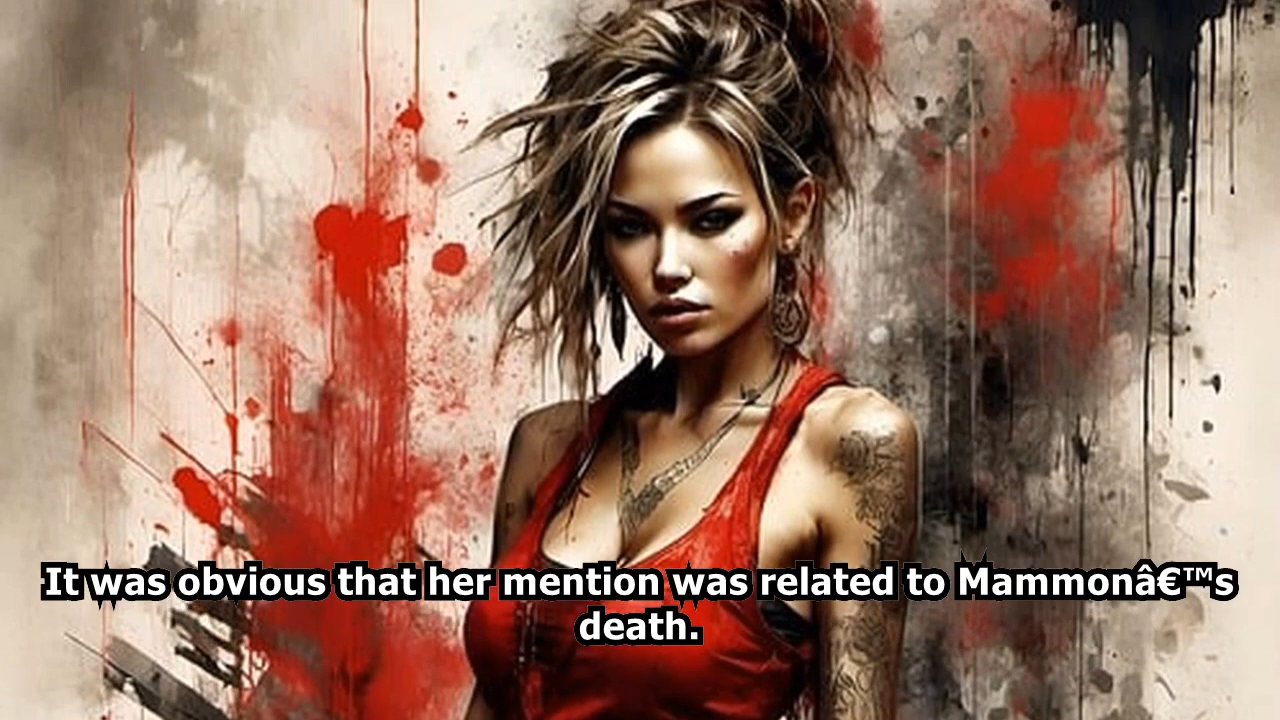 It was obvious that her mention was related to Mammonâ€™s
death.